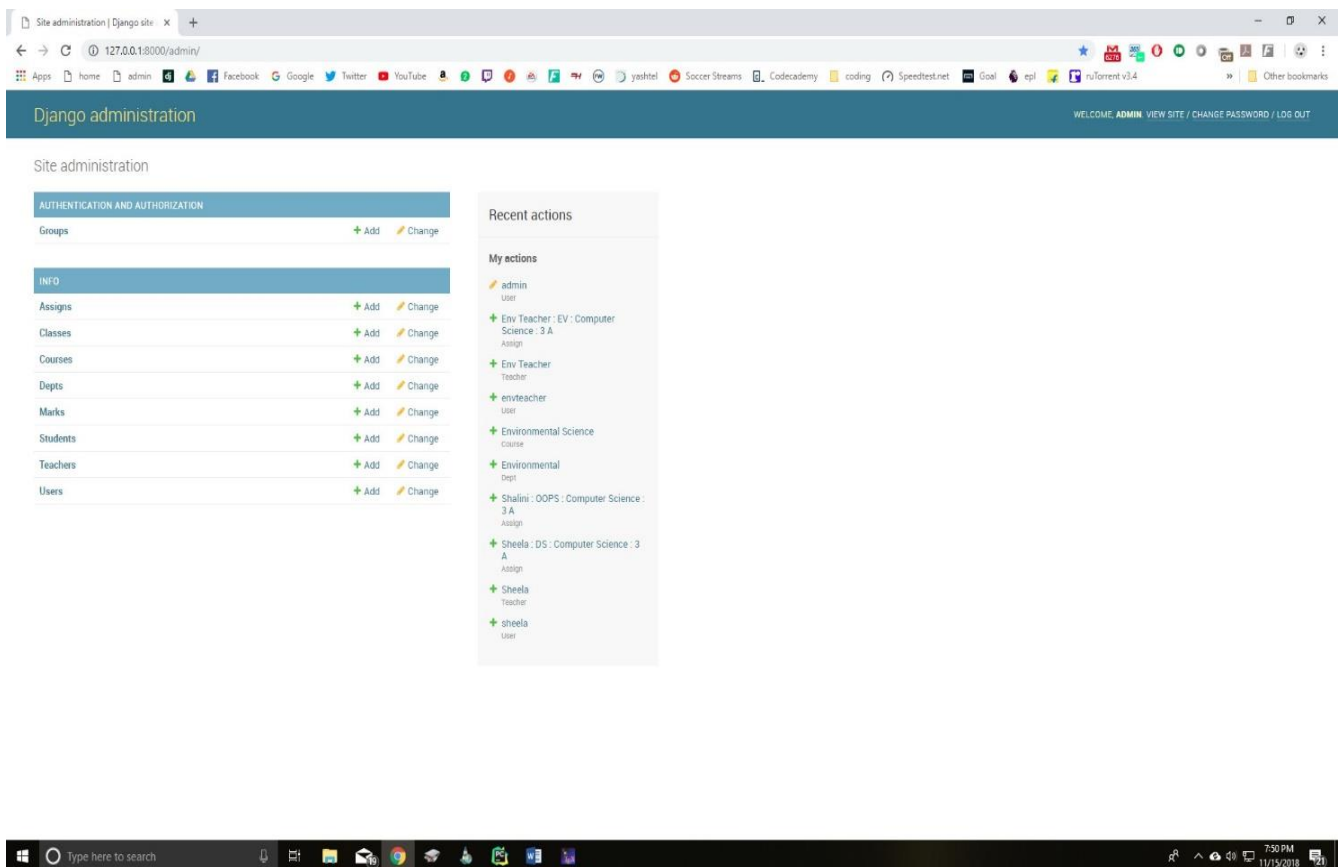 Site administration | Django site
127.0.0.1:8000/admin/
6276
Off
Apps home admin dj Facebook G Google Twitter YouTube yashtel Soccer Streams Codecademy coding Speedtest.net Goal epl ruTorrent v3.4 » Other bookmarks
Django administration
WELCOME, ADMIN. VIEW SITE / CHANGE PASSWORD / LOG OUT
Site administration
AUTHENTICATION AND AUTHORIZATION
Groups + Add Change
INFO
Assigns + Add Change
Classes + Add Change
Courses + Add Change
Depts + Add Change
Marks + Add Change
Students + Add Change
Teachers + Add Change
Users + Add Change
Recent actions
My actions
admin
User
+ Env Teacher : EV : Computer
Science : 3 A
Assign
+ Env Teacher
Teacher
+ envteacher
User
+ Environmental Science
Course
+ Environmental
Dept
+ Shalini : OOPS : Computer Science :
3 A
Assign
+ Sheela : DS : Computer Science : 3
A
Assign
+ Sheela
Teacher
+ sheela
User
Type here to search
19
7:50 PM
11/15/2018
21